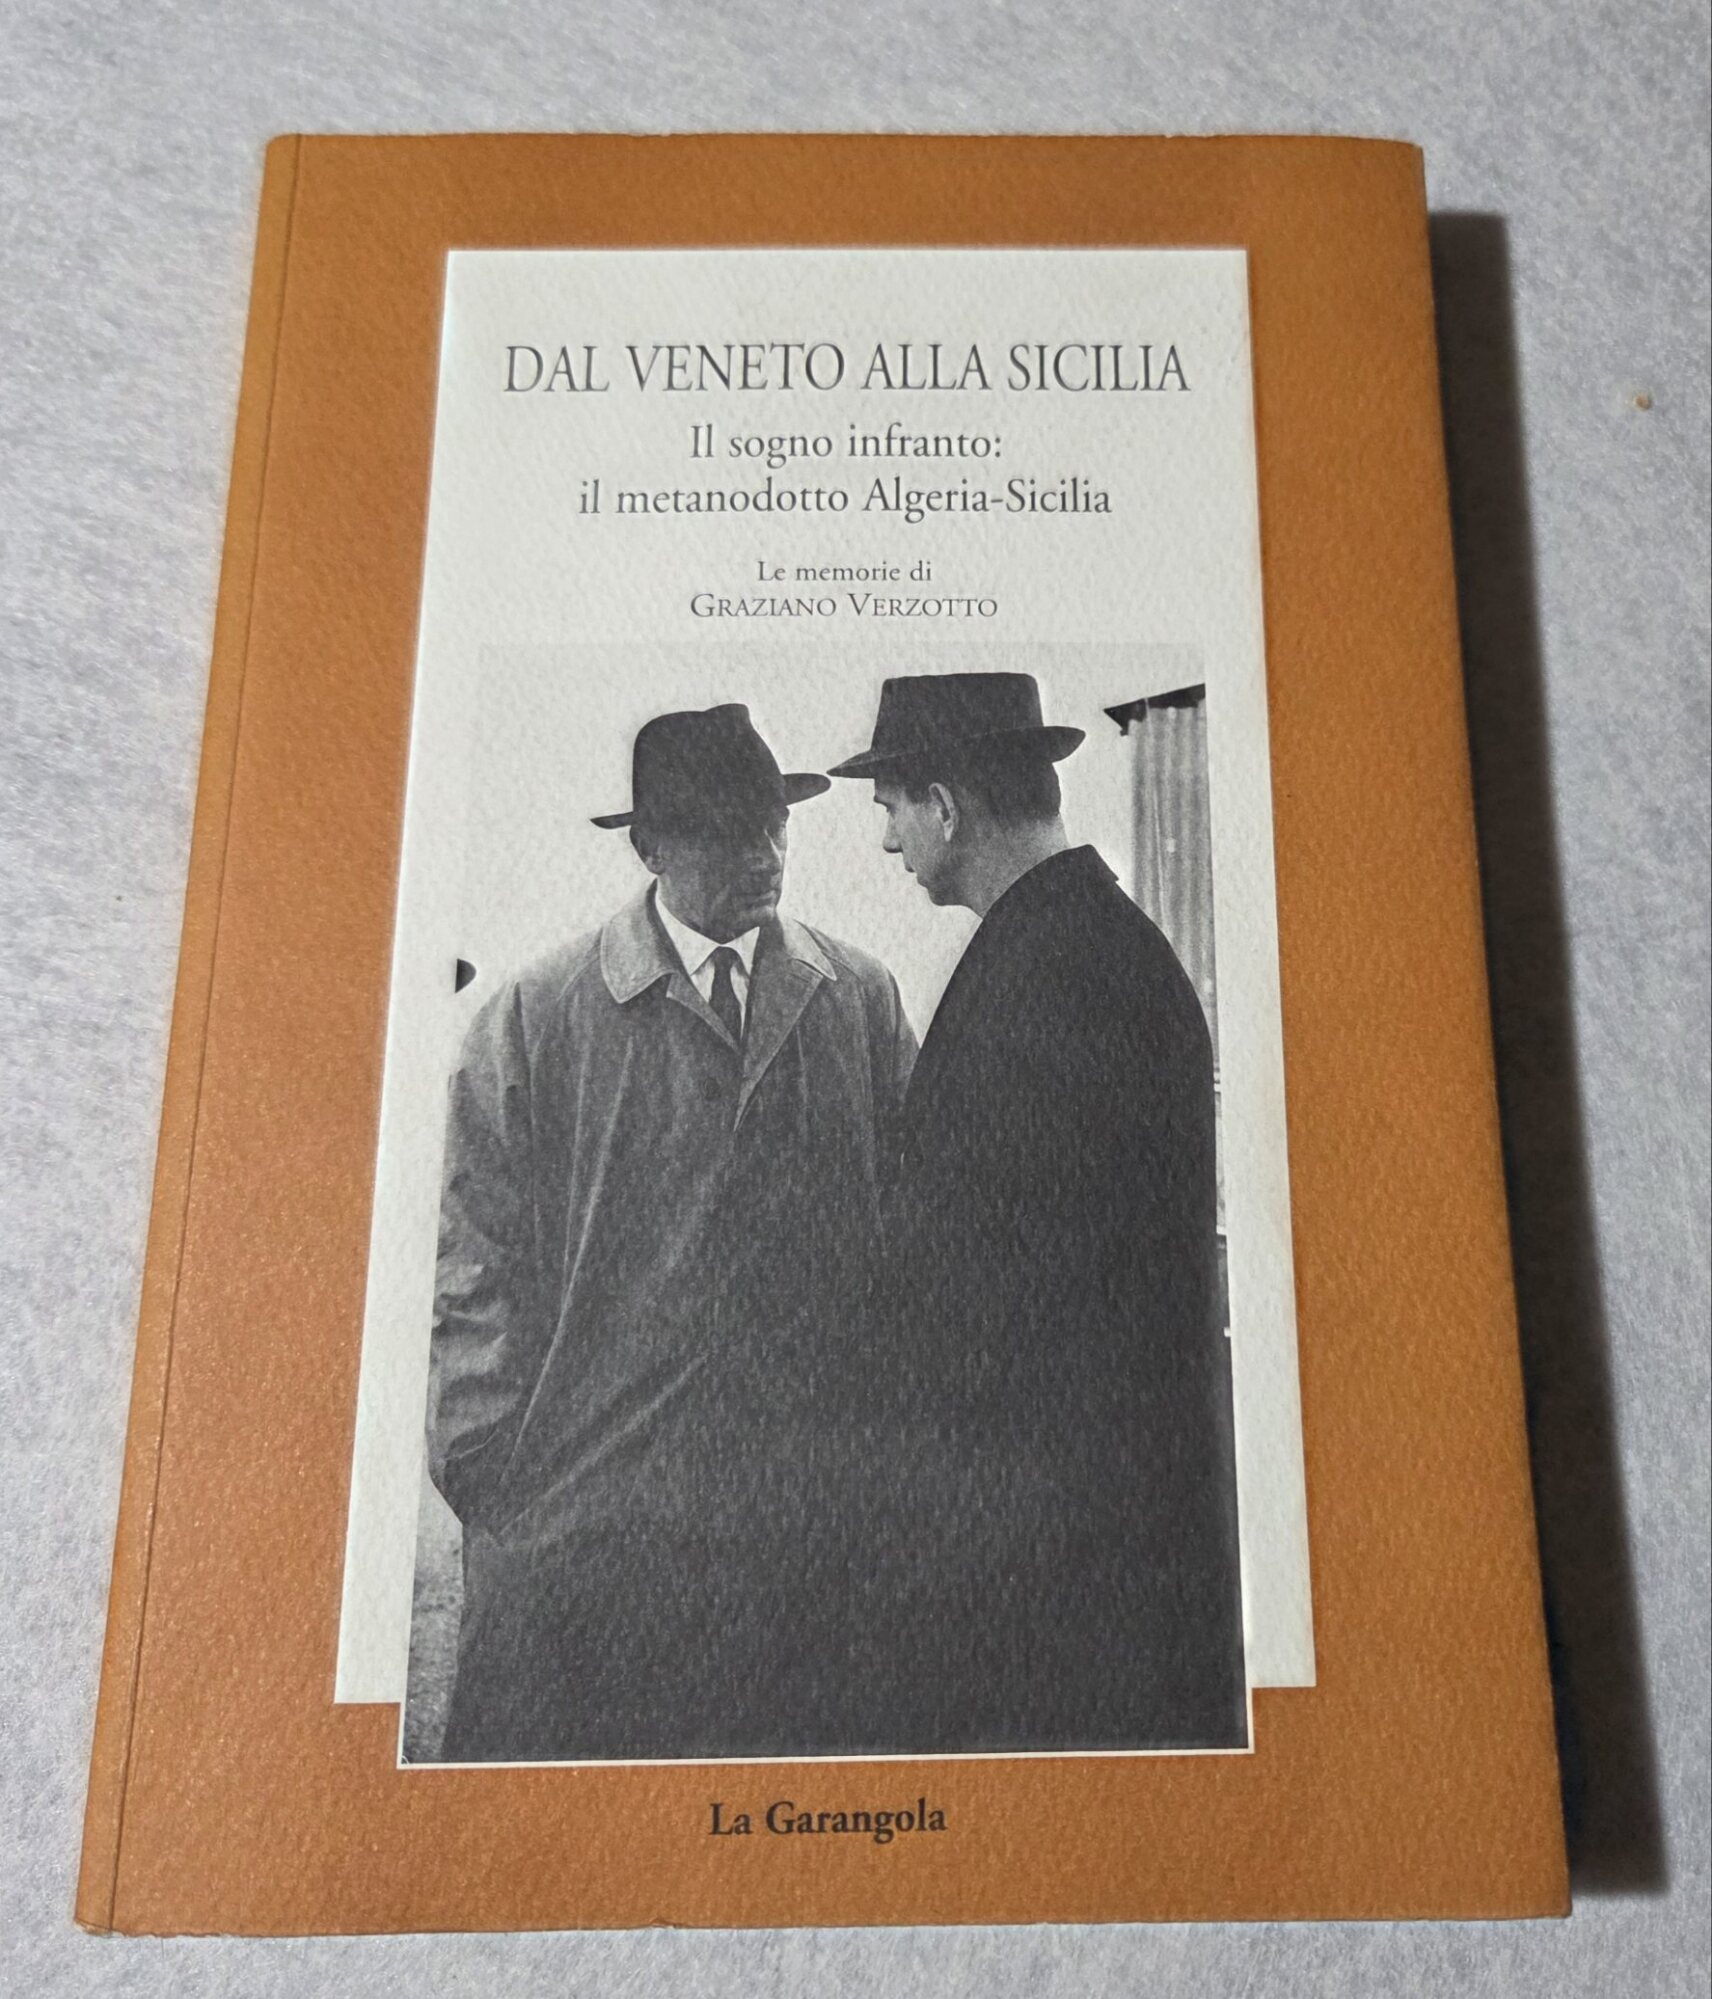 DAL VENETO ALLA SICILIA
Il sogno infranto:
il metanodotto Algeria-Sicilia
Le memorie di
GRAZIANO VERZOTTO
La Garangola